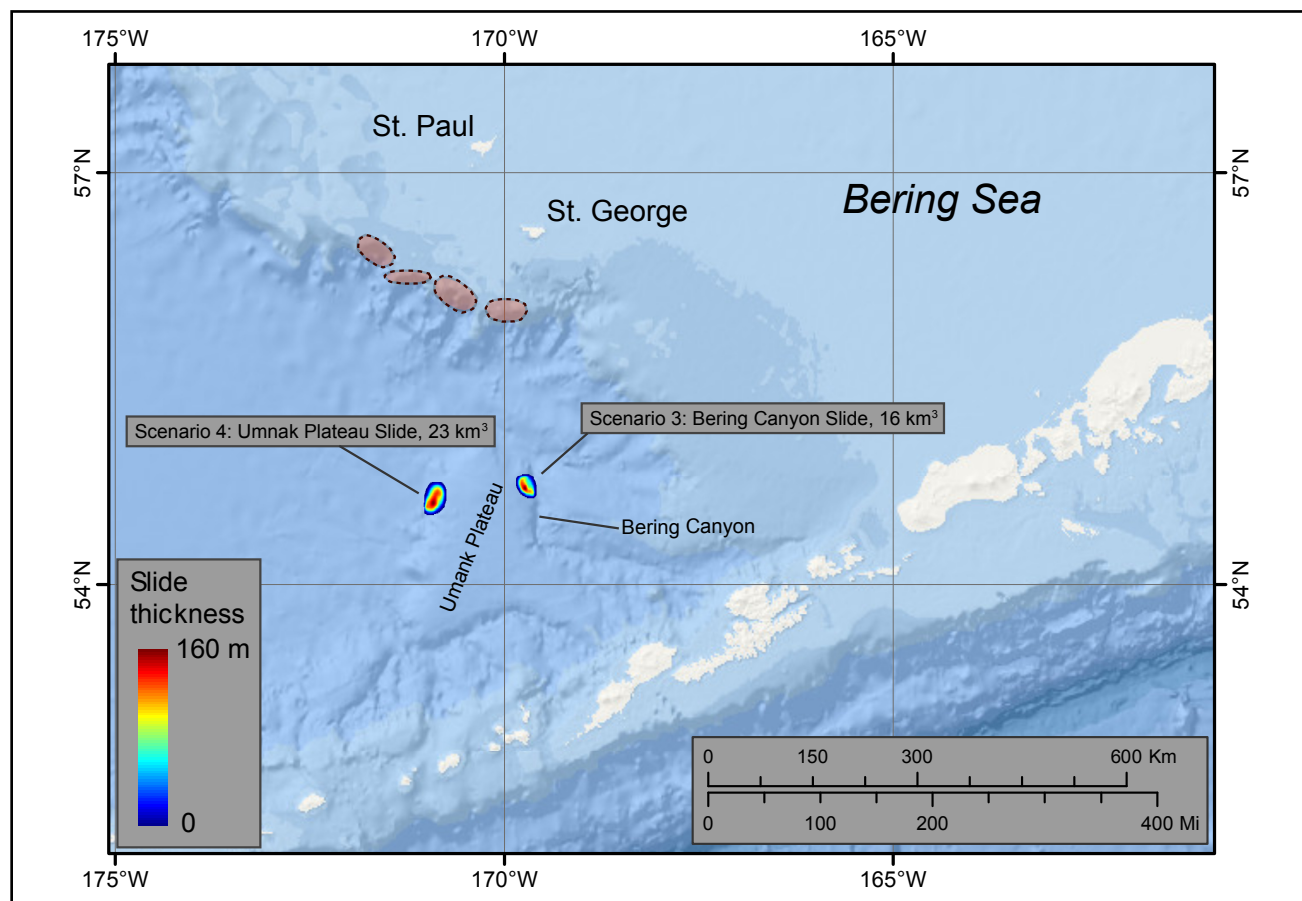 175°W 170°W 165°W
St. Paul
57°N
57°N
St. George
Bering Sea
Scenario 4: Umnak Plateau Slide, 23 km³
Scenario 3: Bering Canyon Slide, 16 km³
Umank Plateau
Bering Canyon
54°N
54°N
Slide
thickness
160 m
0
0 150 300 600 Km
0 100 200 400 Mi
175°W 170°W 165°W